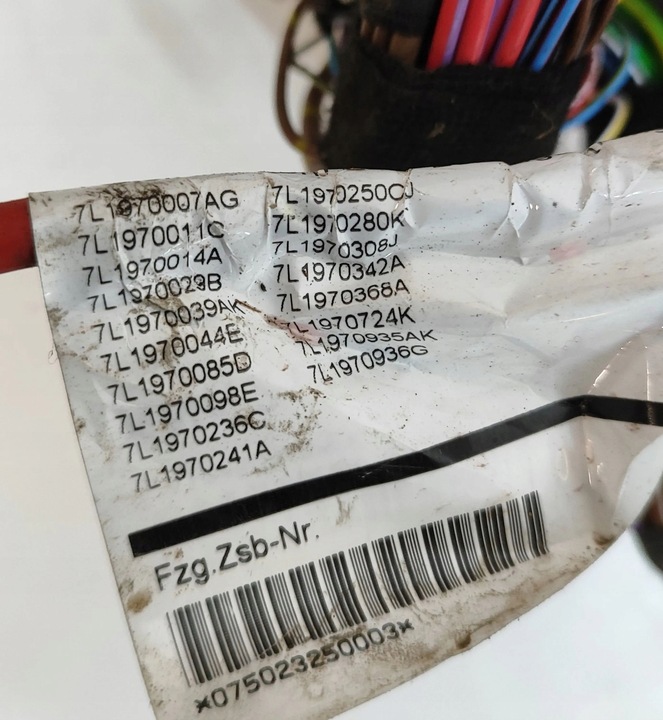 7L1970007AG
7L1970011C
7L1970014A
7L1970029B
7L1970039AK
7L1970044E
7L1970085D
7L1970098E
7L1970236C
7L1970241A
7L1970250CJ
7L1970280K
7L1970308J
7L1970342A
7L1970368A
7L1970724K
7L1970935AK
7L1970936G
Fzg.Zsb-Nr.
*075023250003*